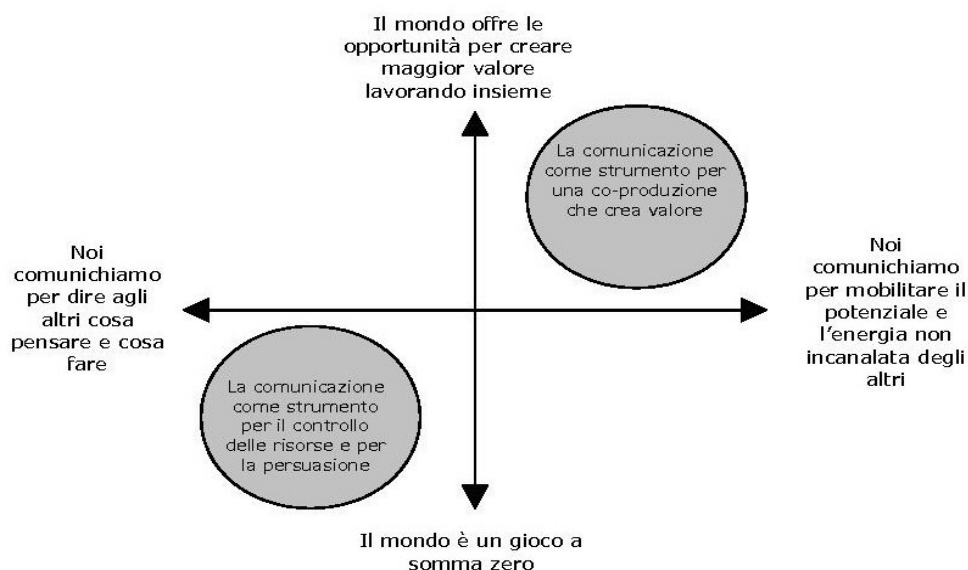 Il mondo offre le
opportunità per creare
maggior valore
lavorando insieme
La comunicazione
come strumento per
una co-produzione
che crea valore
Noi
comunichiamo
per dire agli
altri cosa
pensare e cosa
fare
Noi
comunichiamo
per mobilitare il
potenziale e
l'energia non
incanalata degli
altri
La comunicazione
come strumento
per il controllo
delle risorse e per
la persuasione
Il mondo è un gioco a
somma zero